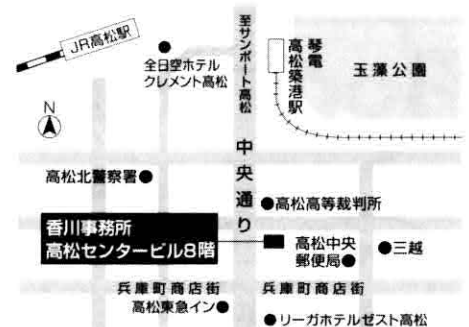 JR高松駅
全日空ホテル
クレメント高松
至サンポート高松
琴電
高松築港駅
玉藻公園
N
中央通り
高松北警察署●
●高松高等裁判所
香川事務所
高松センタービル8階
高松中央
郵便局●
●三越
兵庫町商店街
兵庫町商店街
高松東急イン●
●リーガホテルゼスト高松